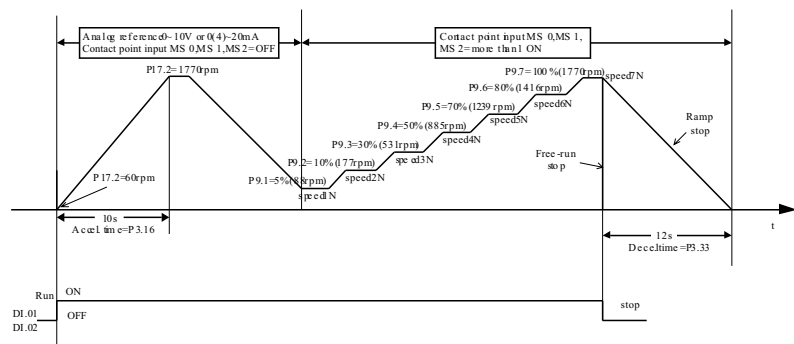 Analog reference0~10V or 0(4)~20mA
Contact point input MS 0,MS 1,MS 2=OFF
Contact point input MS 0,MS 1,
MS 2=more than1 ON
P17.2=1770rpm
P9.7=100%(1770rpm)
speed7N
P9.6=80%(1416rpm)
speed6N
P9.5=70%(1239 rpm)
speed5N
P9.4=50%(885rpm)
speed4N
P9.3=30%(531rpm)
speed3N
P9.2=10%(177rpm)
speed2N
P9.1=5%(88rpm)
speed1N
P17.2=60rpm
Ramp
stop
Free-run
stop
10s
Accel. time=P3.16
12s
Decel.time=P3.33
t
Run
ON
DI.01
DI.02
OFF
stop